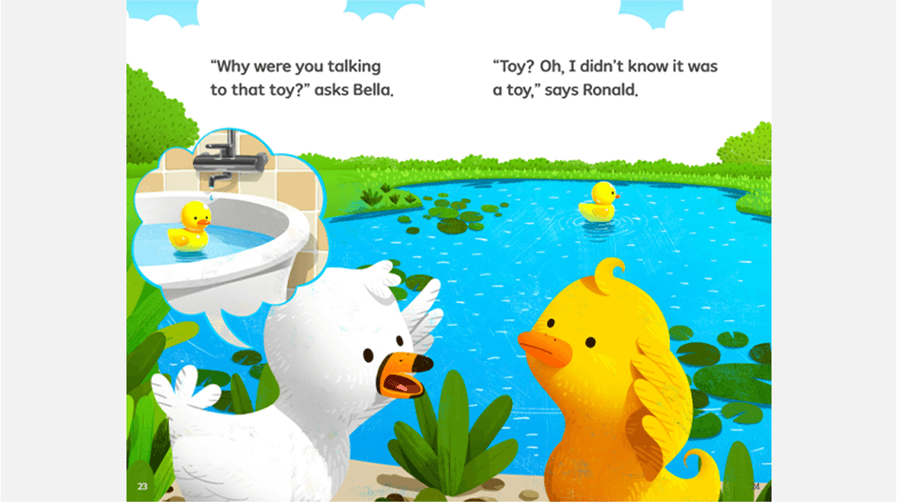 “Why were you talking
to that toy?” asks Bella.
“Toy? Oh, I didn’t know it was
a toy,” says Ronald.
23
24